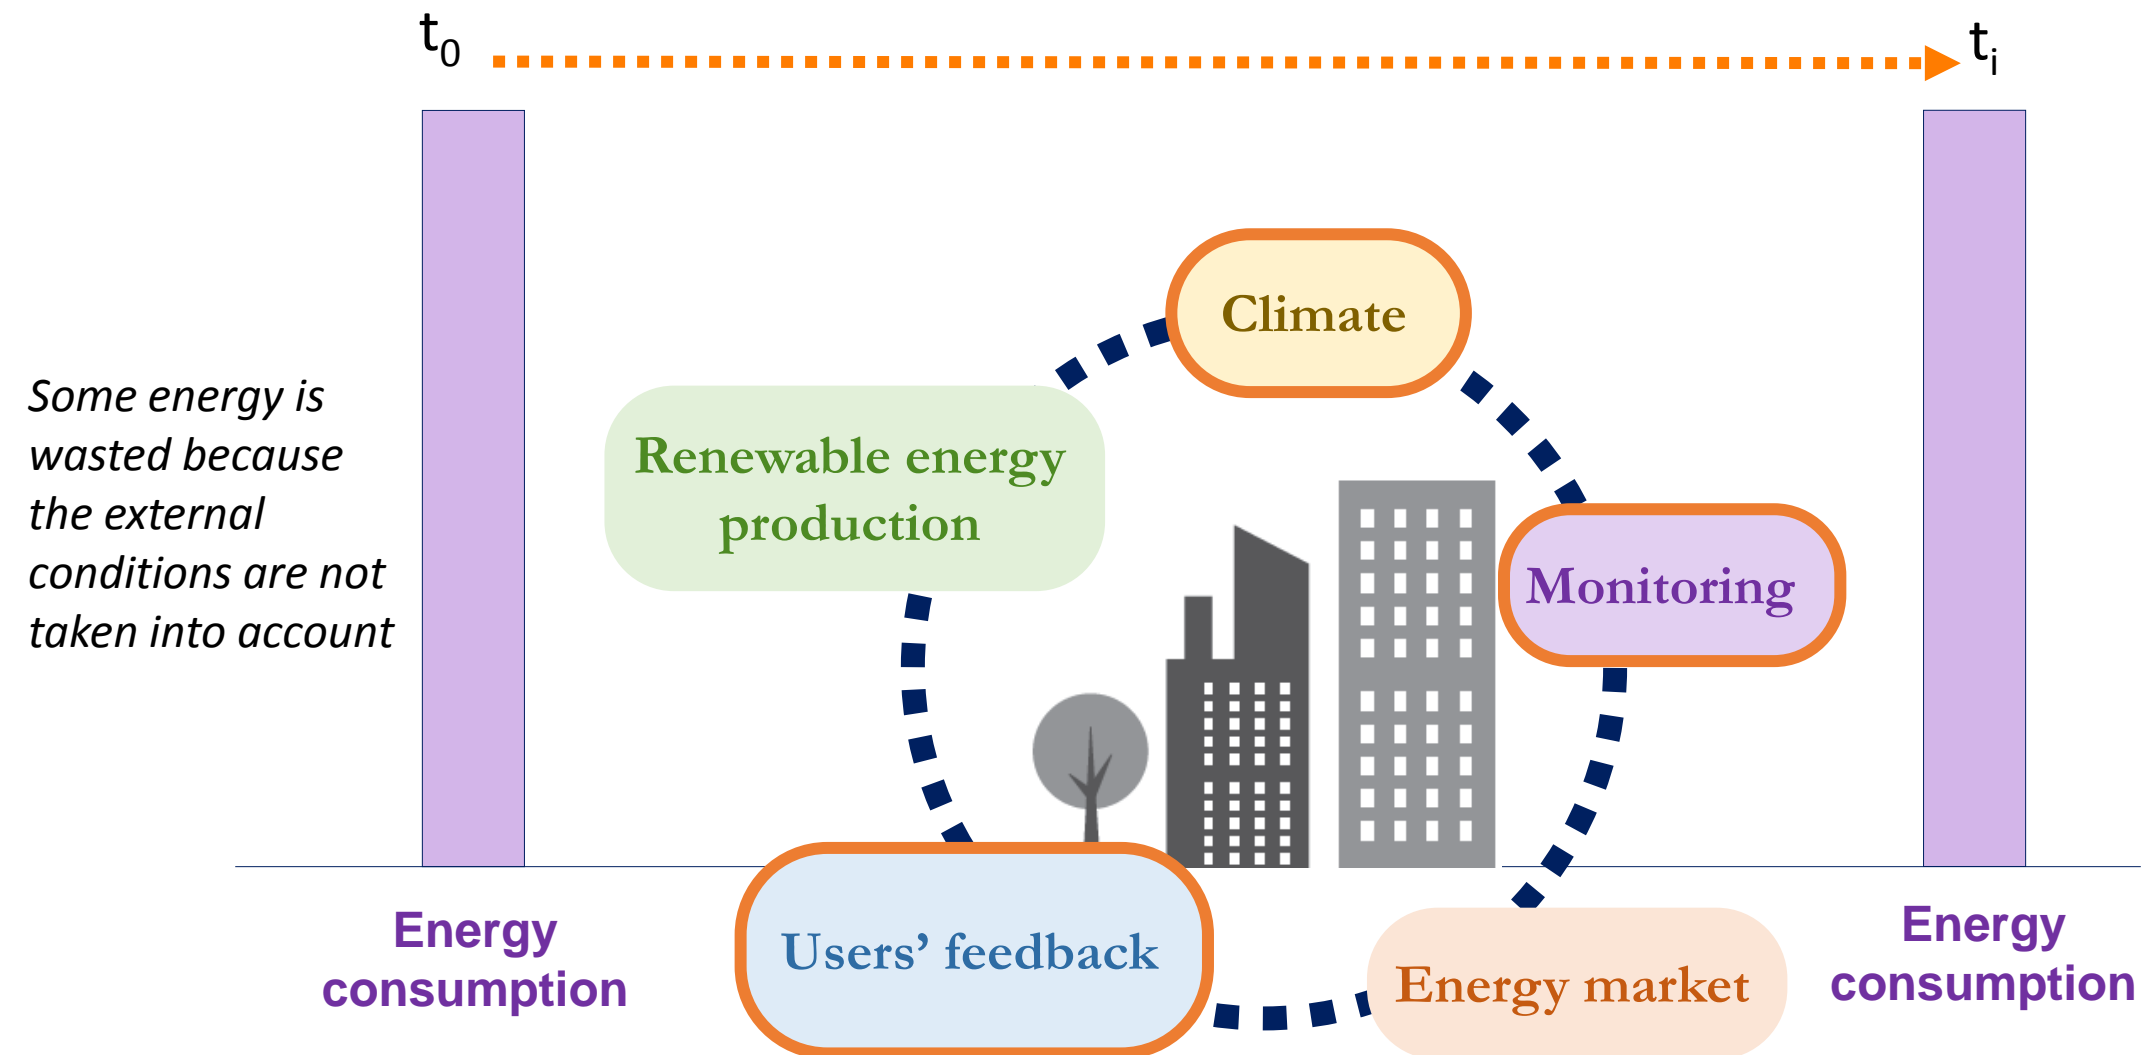 t₀
tᵢ
Some energy is
wasted because
the external
conditions are not
taken into account
Climate
Renewable energy
production
Monitoring
Users’ feedback
Energy market
Energy
consumption
Energy
consumption